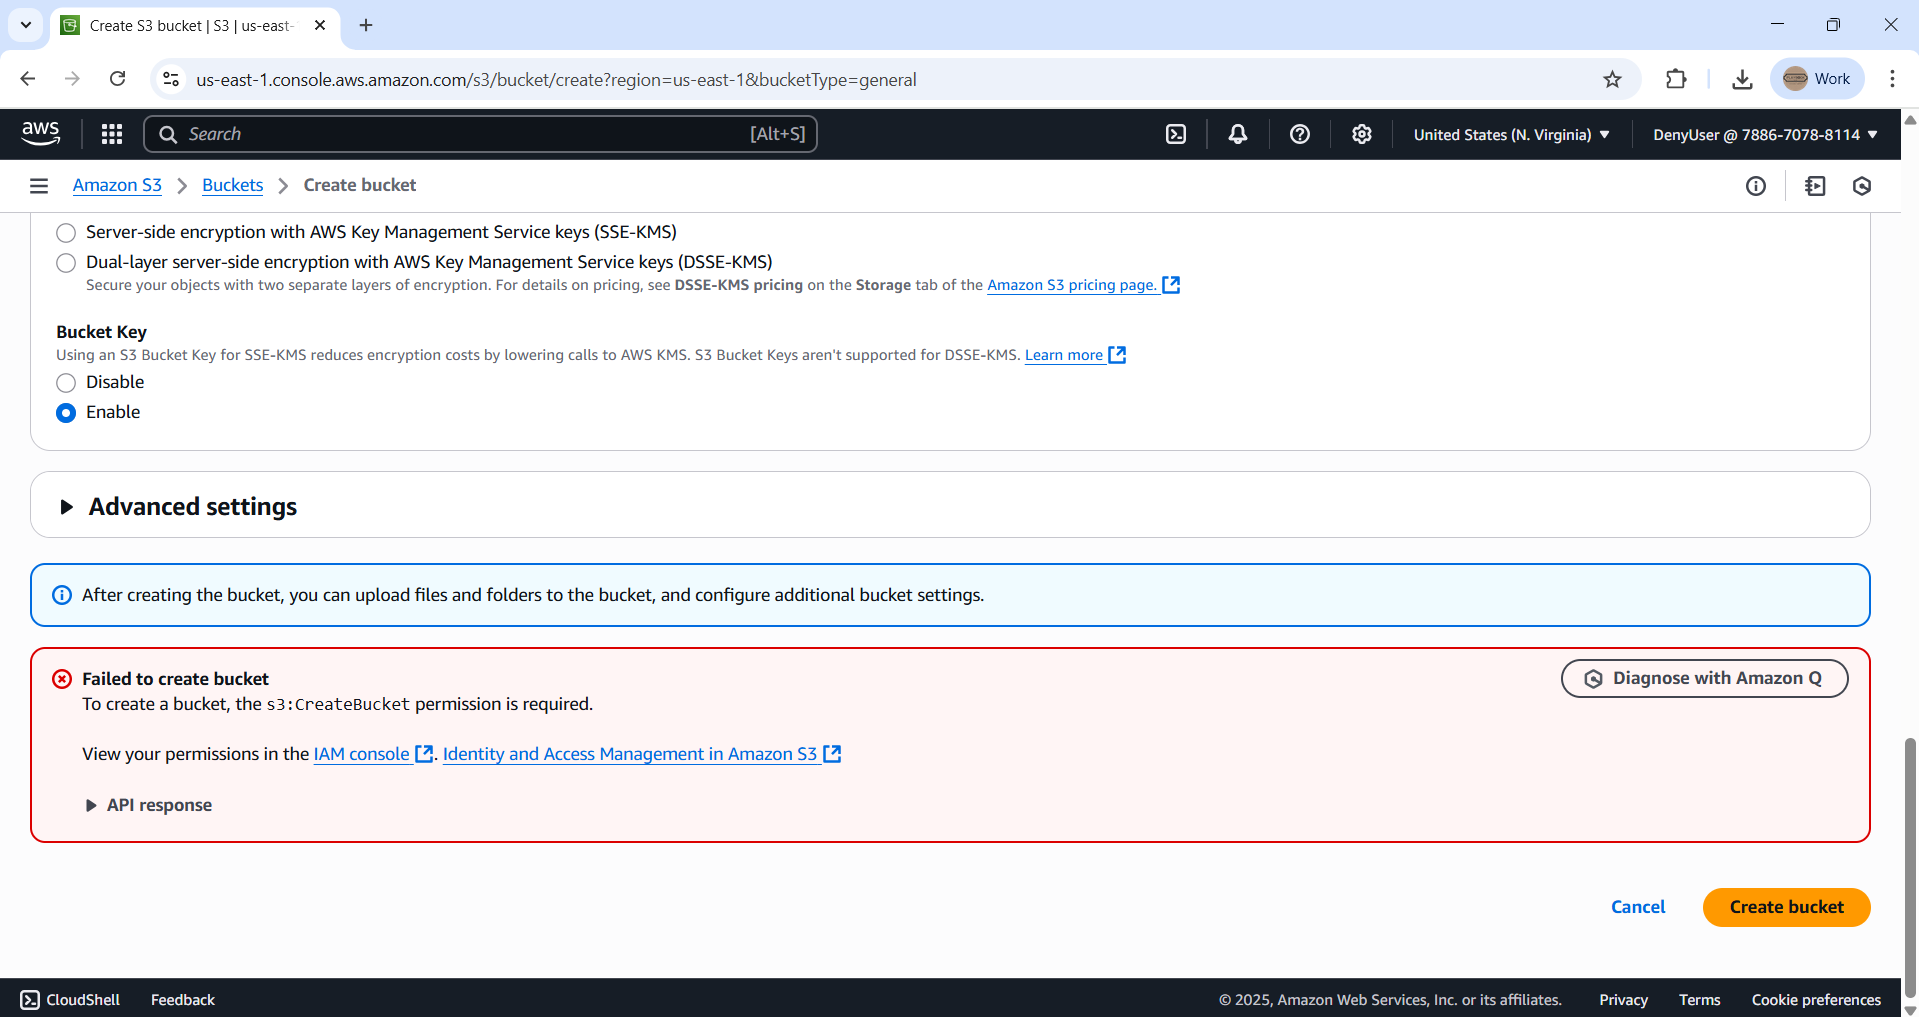 Create S3 bucket | S3 | us-east-
us-east-1.console.aws.amazon.com/s3/bucket/create?region=us-east-1&bucketType=general
Work
aws
Search
[Alt+S]
United States (N. Virginia)
DenyUser @ 7886-7078-8114
Amazon S3
Buckets
Create bucket
Server-side encryption with AWS Key Management Service keys (SSE-KMS)
Dual-layer server-side encryption with AWS Key Management Service keys (DSSE-KMS)
Secure your objects with two separate layers of encryption. For details on pricing, see DSSE-KMS pricing on the Storage tab of the Amazon S3 pricing page.
Bucket Key
Using an S3 Bucket Key for SSE-KMS reduces encryption costs by lowering calls to AWS KMS. S3 Bucket Keys aren't supported for DSSE-KMS. Learn more
Disable
Enable
Advanced settings
After creating the bucket, you can upload files and folders to the bucket, and configure additional bucket settings.
Failed to create bucket
Diagnose with Amazon Q
To create a bucket, the s3:CreateBucket permission is required.
View your permissions in the IAM console. Identity and Access Management in Amazon S3
API response
Cancel
Create bucket
CloudShell
Feedback
© 2025, Amazon Web Services, Inc. or its affiliates.
Privacy
Terms
Cookie preferences